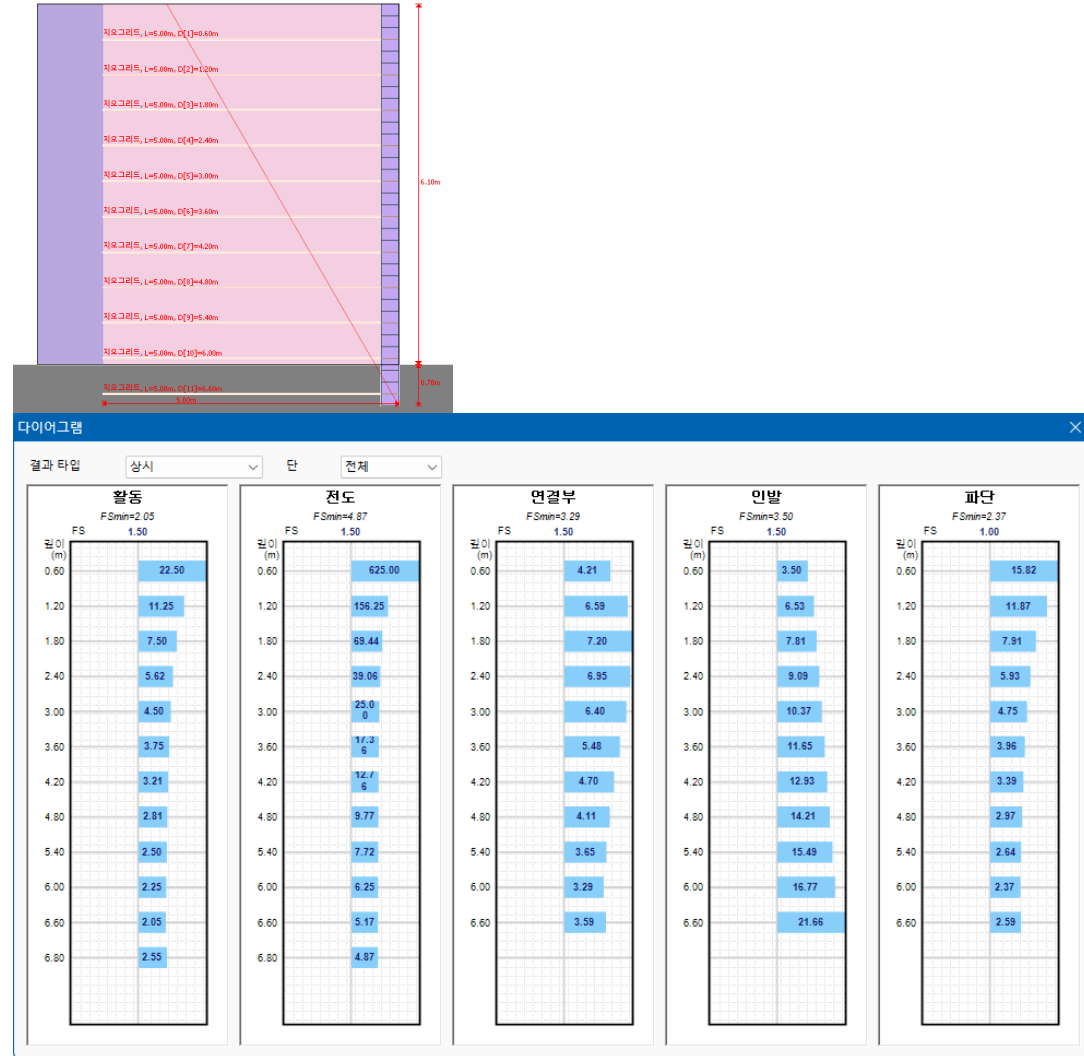 지오그리드, L=5.00m, D[1]=0.60m
지오그리드, L=5.00m, D[2]=1.20m
지오그리드, L=5.00m, D[3]=1.80m
지오그리드, L=5.00m, D[4]=2.40m
지오그리드, L=5.00m, D[5]=3.00m
6.10m
지오그리드, L=5.00m, D[6]=3.60m
지오그리드, L=5.00m, D[7]=4.20m
지오그리드, L=5.00m, D[8]=4.80m
지오그리드, L=5.00m, D[9]=5.40m
지오그리드, L=5.00m, D[10]=6.00m
0.70m
지오그리드, L=5.00m, D[11]=6.60m
5.00m
다이어그램
결과 타입 상시 단 전체
활동
FSmin=2.05
FS 1.50
깊이
(m)
0.60 22.50
1.20 11.25
1.80 7.50
2.40 5.62
3.00 4.50
3.60 3.75
4.20 3.21
4.80 2.81
5.40 2.50
6.00 2.25
6.60 2.05
6.80 2.55
전도
FSmin=4.87
FS 1.50
깊이
(m)
0.60 625.00
1.20 156.25
1.80 69.44
2.40 39.06
3.00 25.0
0
3.60 17.3
6
4.20 12.7
6
4.80 9.77
5.40 7.72
6.00 6.25
6.60 5.17
6.80 4.87
연결부
FSmin=3.29
FS 1.50
깊이
(m)
0.60 4.21
1.20 6.59
1.80 7.20
2.40 6.95
3.00 6.40
3.60 5.48
4.20 4.70
4.80 4.11
5.40 3.65
6.00 3.29
6.60 3.59
인발
FSmin=3.50
FS 1.50
깊이
(m)
0.60 3.50
1.20 6.53
1.80 7.81
2.40 9.09
3.00 10.37
3.60 11.65
4.20 12.93
4.80 14.21
5.40 15.49
6.00 16.77
6.60 21.66
파단
FSmin=2.37
FS 1.00
깊이
(m)
0.60 15.82
1.20 11.87
1.80 7.91
2.40 5.93
3.00 4.75
3.60 3.96
4.20 3.39
4.80 2.97
5.40 2.64
6.00 2.37
6.60 2.59